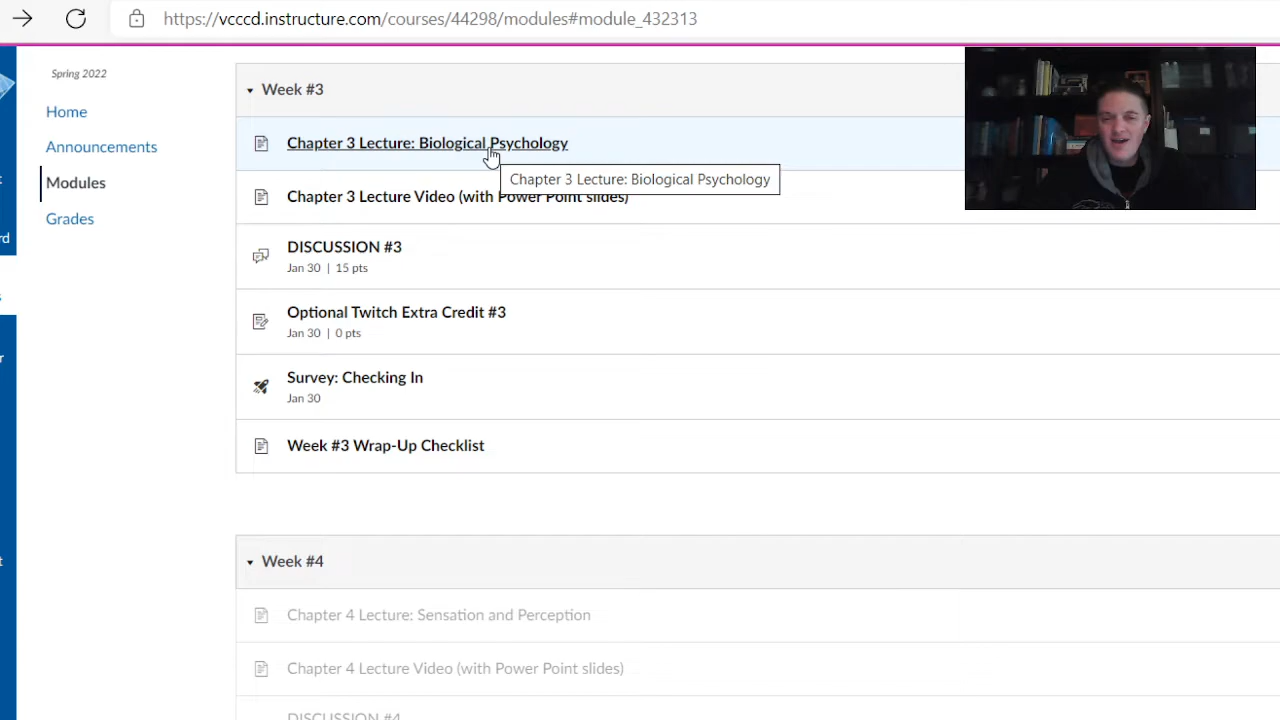 https://vcccd.instructure.com/courses/44298/modules#module_432313
Spring 2022
Home
Announcements
Modules
Grades
rd
r
t
Week #3
Chapter 3 Lecture: Biological Psychology
Chapter 3 Lecture: Biological Psychology
Chapter 3 Lecture Video (with Power Point slides)
DISCUSSION #3
Jan 30 | 15 pts
Optional Twitch Extra Credit #3
Jan 30 | 0 pts
Survey: Checking In
Jan 30
Week #3 Wrap-Up Checklist
Week #4
Chapter 4 Lecture: Sensation and Perception
Chapter 4 Lecture Video (with Power Point slides)
DISCUSSION #4